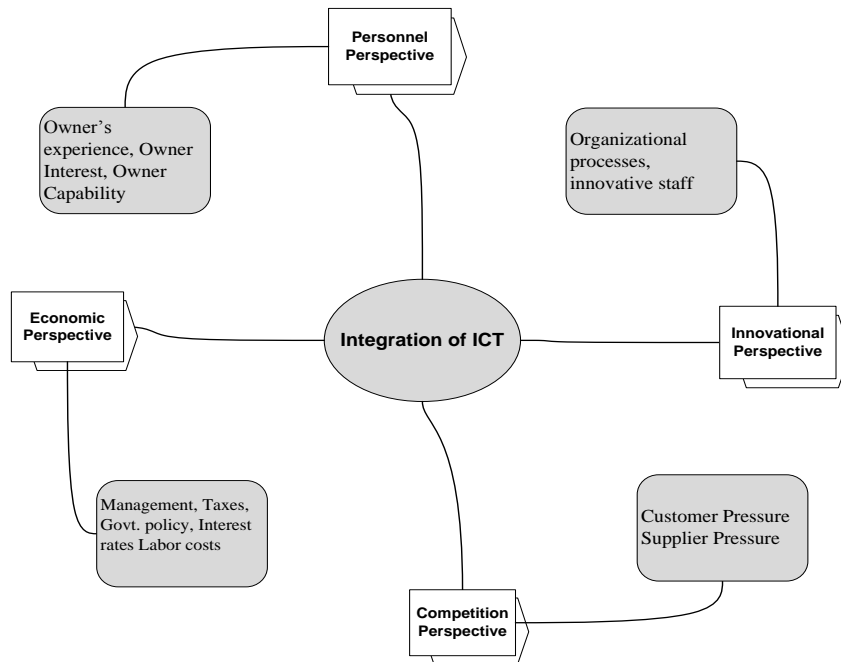 Personnel
Perspective
Owner's
experience, Owner
Interest, Owner
Capability
Organizational
processes,
innovative staff
Economic
Perspective
Integration of ICT
Innovational
Perspective
Management, Taxes,
Govt. policy, Interest
rates Labor costs
Customer Pressure
Supplier Pressure
Competition
Perspective